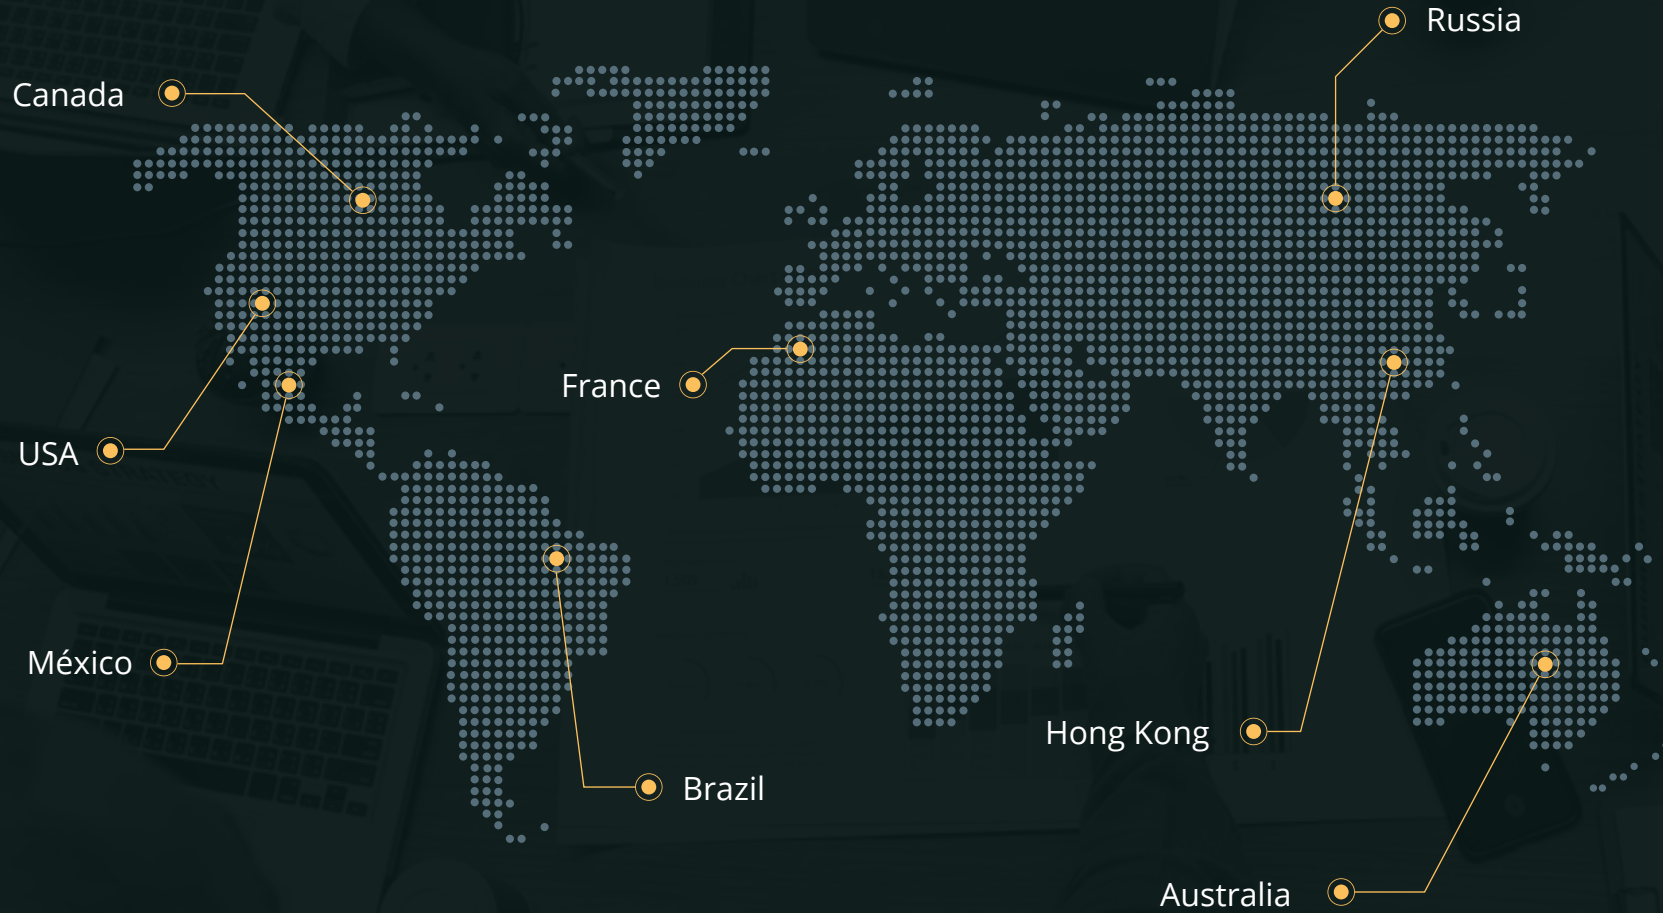 Russia
Canada
France
USA
México
Hong Kong
Brazil
Australia